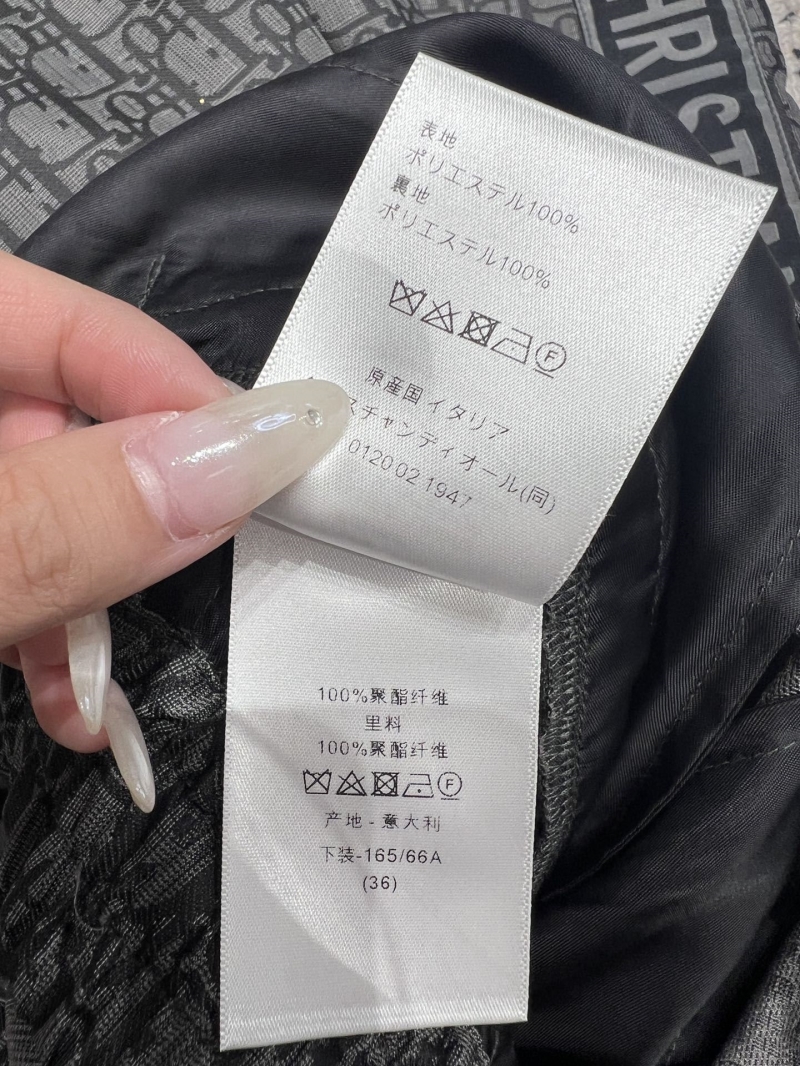 HRISTIA
表地
ポリエステル100%
裏地
ポリエステル100%
F
原産国 イタリア
スチャンディオール(同)
0120 02 1947
100%聚酯纤维
里料
100%聚酯纤维
F
产地 - 意大利
下装-165/66A
(36)